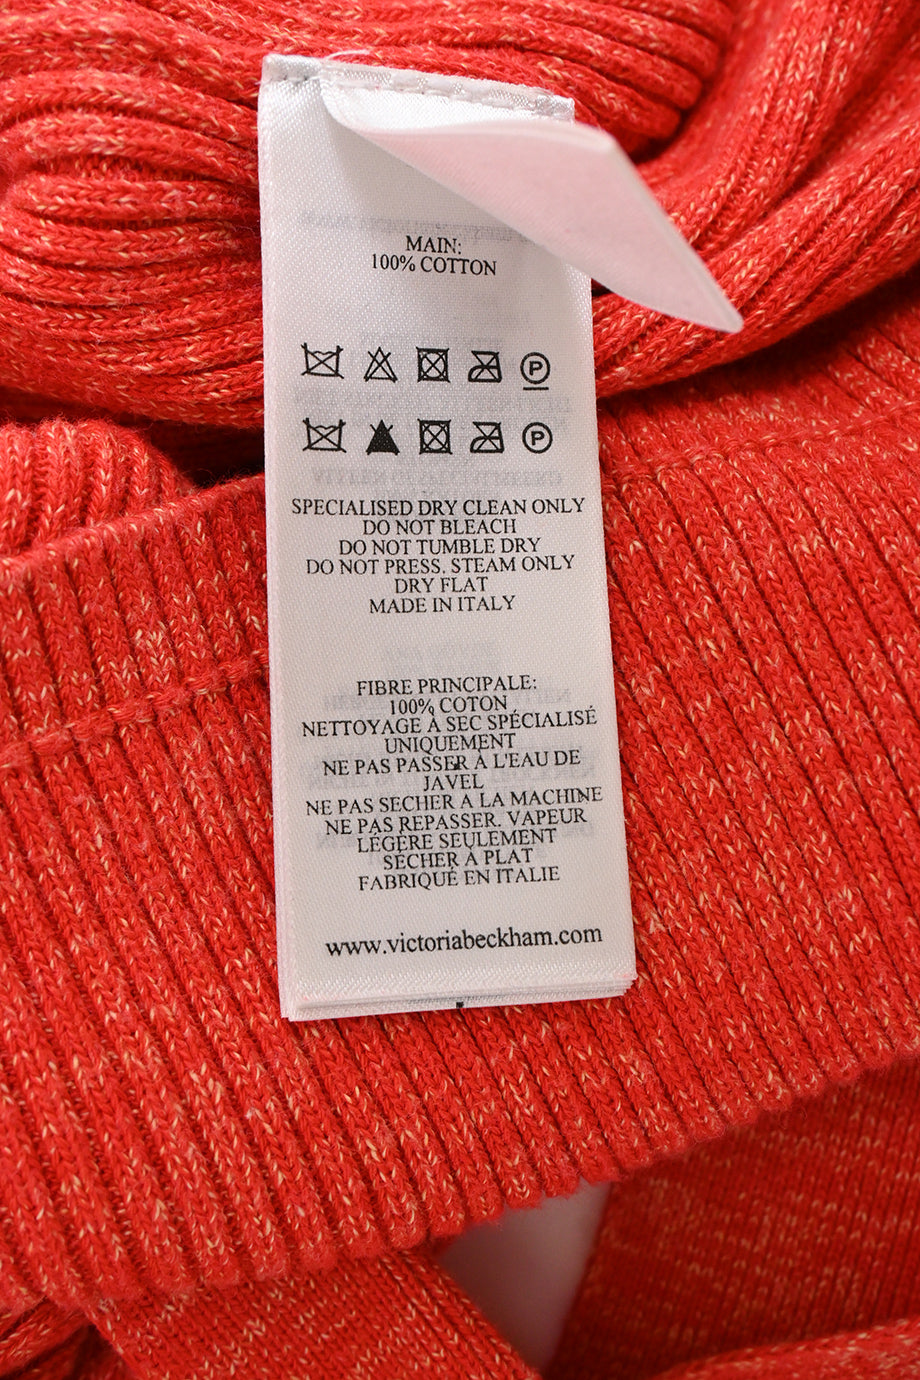 MAIN:
100% COTTON
P
P
SPECIALISED DRY CLEAN ONLY
DO NOT BLEACH
DO NOT TUMBLE DRY
DO NOT PRESS. STEAM ONLY
DRY FLAT
MADE IN ITALY
FIBRE PRINCIPALE:
100% COTON
NETTOYAGE À SEC SPÉCIALISÉ
UNIQUEMENT
NE PAS PASSER À L'EAU DE
JAVEL
NE PAS SECHER A LA MACHINE
NE PAS REPASSER. VAPEUR
LÉGÈRE SEULEMENT
SÉCHER À PLAT
FABRIQUÉ EN ITALIE
www.victoriabeckham.com